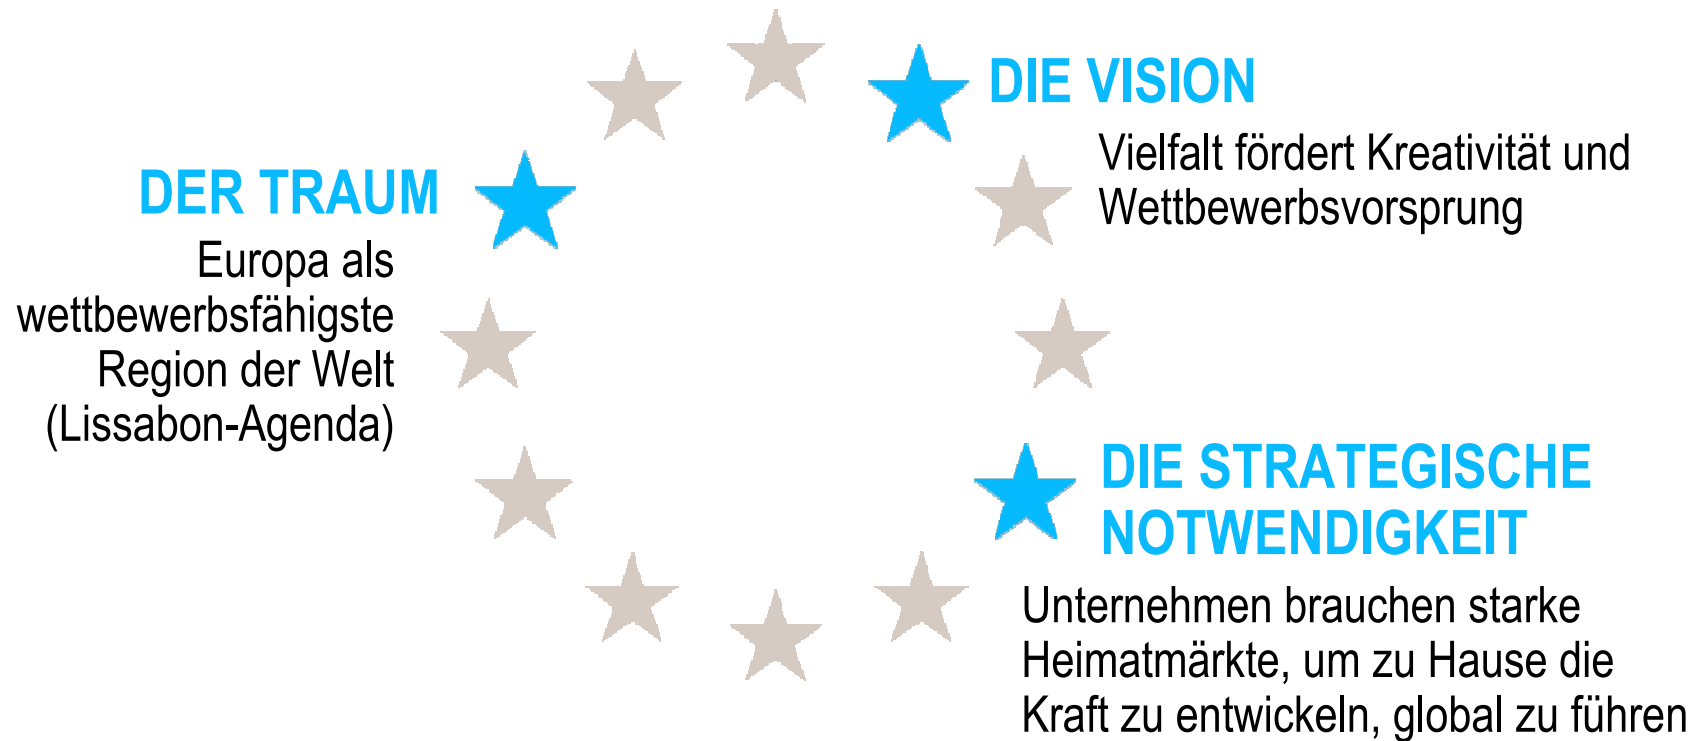 DER TRAUM
Europa als
wettbewerbsfähigste
Region der Welt
(Lissabon-Agenda)
DIE VISION
Vielfalt fördert Kreativität und
Wettbewerbsvorsprung
DIE STRATEGISCHE
NOTWENDIGKEIT
Unternehmen brauchen starke
Heimatmärkte, um zu Hause die
Kraft zu entwickeln, global zu führen